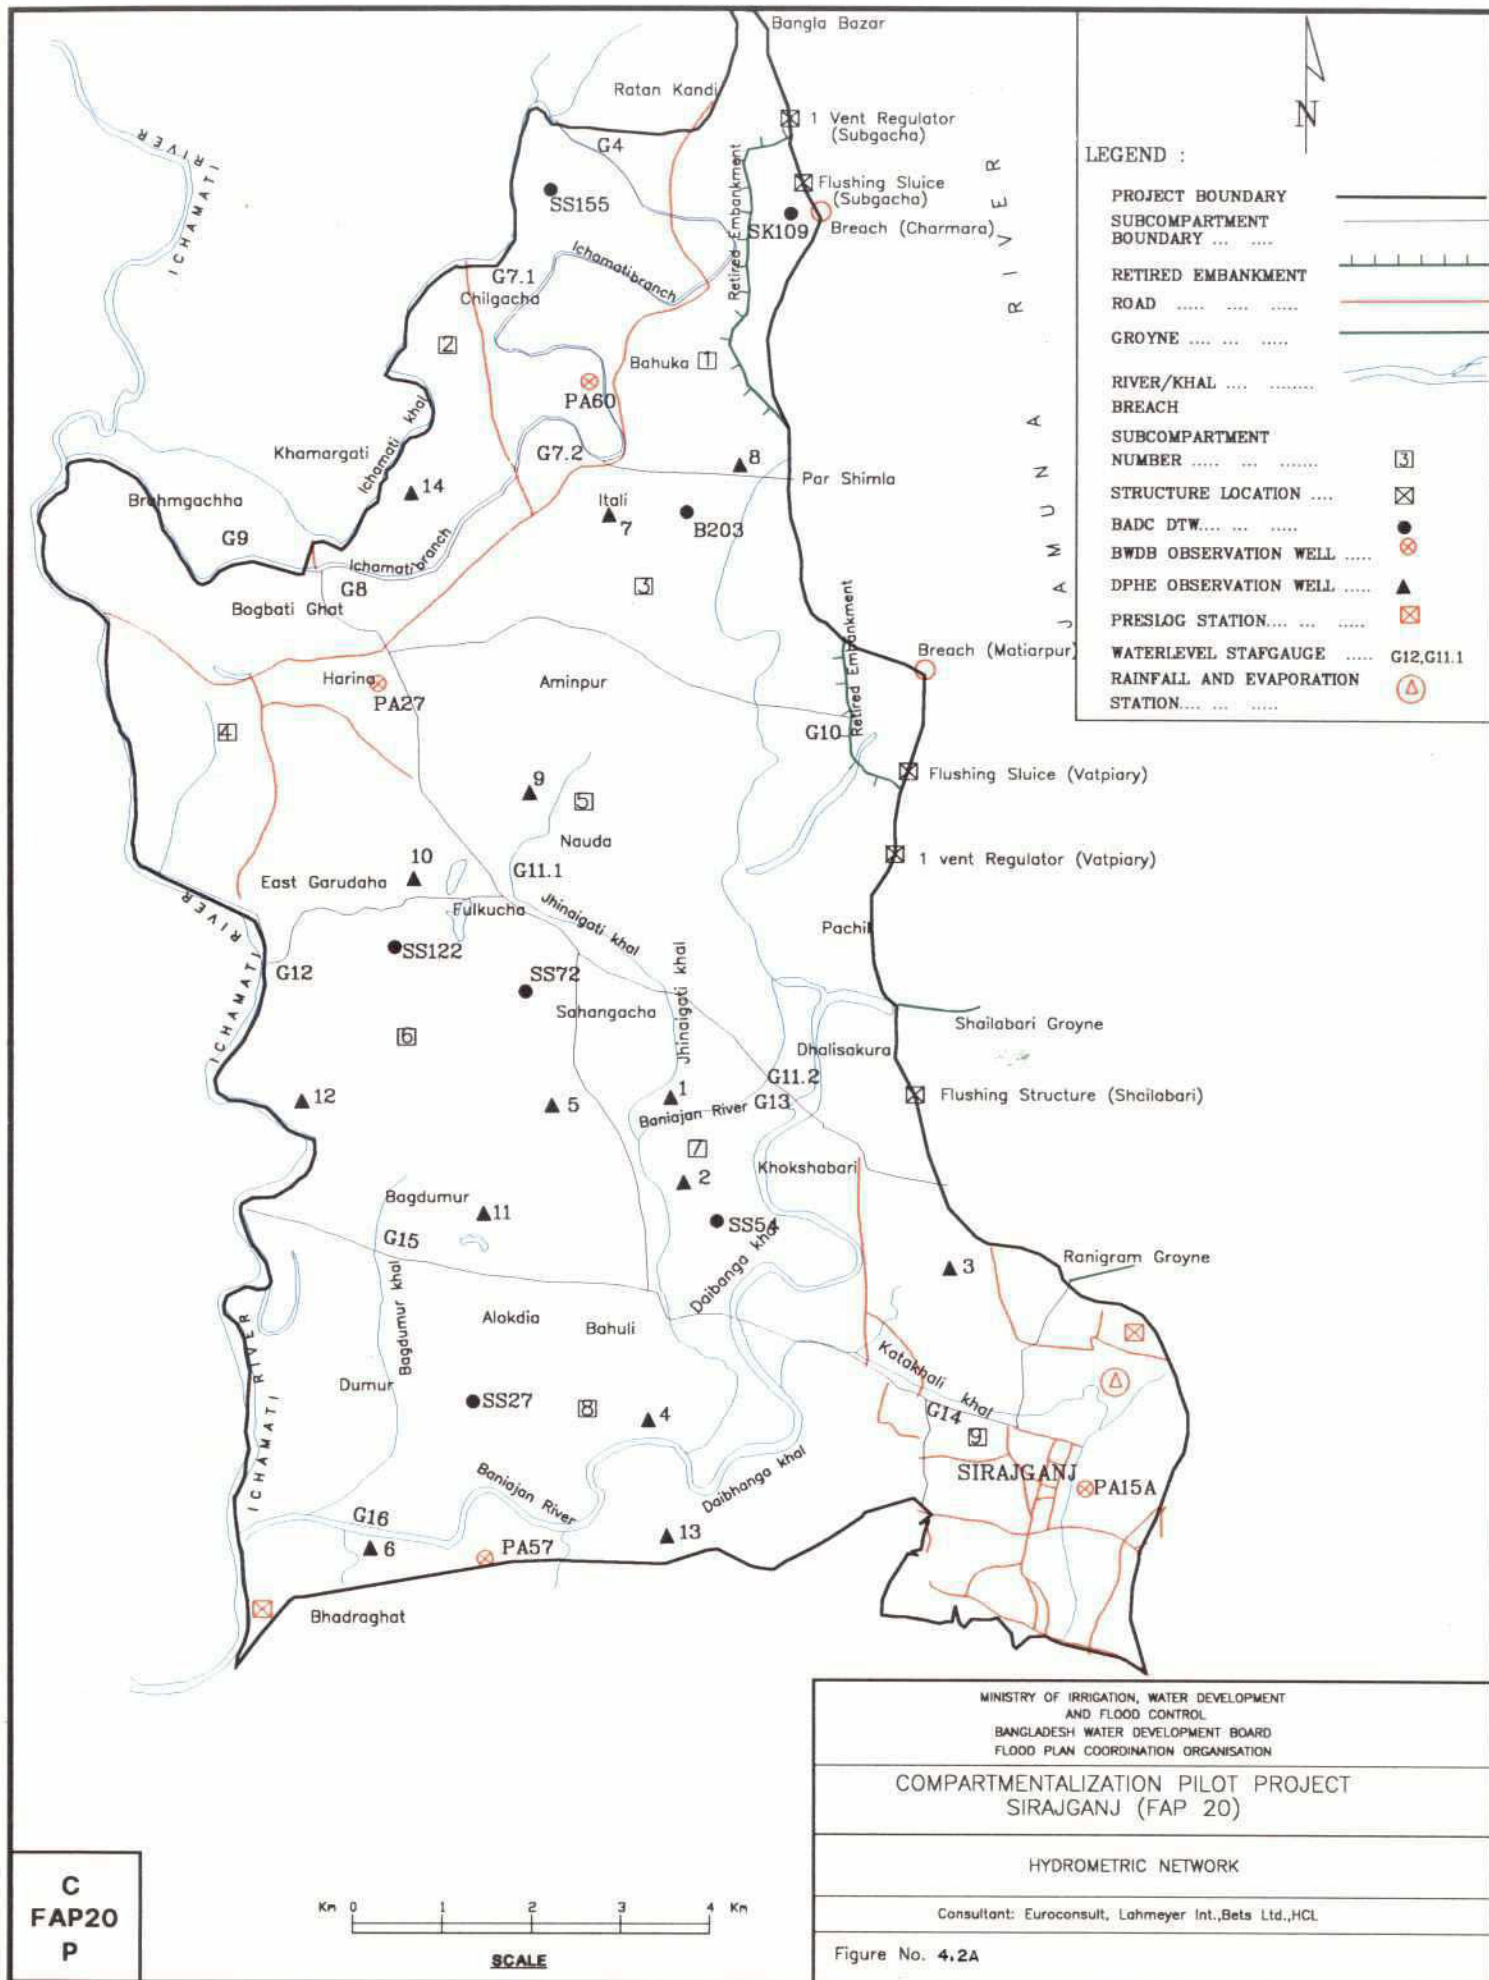 Bangla Bazar
Ratan Kandi
1 Vent Regulator
(Subgacha)
G4
Flushing Sluice
(Subgacha)
Retired Embankment
SS155
SK109
Breach (Charmara)
RIVER
ICHAMATI
Ichamati branch
G7.1
Chilgacha
2
Bahuka 1
PA60
Ichamati khal
G7.2
Khamargati
8
Par Shimla
14
Brahmgachha
Itali
7
B203
G9
Ichamati branch
G8
3
Bogbati Ghat
JAMUNA RIVER
Retired Embankment
Breach (Matiarpur)
Harina
PA27
Aminpur
4
G10
Flushing Sluice (Vatpiary)
9
5
Nauda
1 vent Regulator (Vatpiary)
10
G11.1
East Garudaha
Fulkucha
Jhinaigati khal
Pachil
RIVER
ICHAMATI
SS122
G12
SS72
Jhinaigati khal
Sahangacha
Shailabari Groyne
6
Dhalisakura
G11.2
12
5
1
Flushing Structure (Shailabari)
Baniajan River
G13
7
Khokshabari
2
Bagdumur
11
SS54
G15
Daibanga khal
3
Ranigram Groyne
Bagdumur khal
Alokdia
Bahuli
Katakhali khal
Dumur
ICHAMATI RIVER
SS27
8
4
G14
9
SIRAJGANJ
PA15A
Baniajan River
Daibhanga khal
G16
6
PA57
13
Bhadraghat
N
LEGEND :
PROJECT BOUNDARY
SUBCOMPARTMENT
BOUNDARY ... ....
RETIRED EMBANKMENT
ROAD ..... .... ... .....
GROYNE .... ... .....
RIVER/KHAL .... ........
BREACH
SUBCOMPARTMENT
NUMBER ..... ... ....... 3
STRUCTURE LOCATION ....
BADC DTW.... ... .....
BWDB OBSERVATION WELL .....
DPHE OBSERVATION WELL .....
PRESLOG STATION.... ... .....
WATERLEVEL STAFGAUGE ..... G12,G11.1
RAINFALL AND EVAPORATION
STATION.... ... .....
MINISTRY OF IRRIGATION, WATER DEVELOPMENT
AND FLOOD CONTROL
BANGLADESH WATER DEVELOPMENT BOARD
FLOOD PLAN COORDINATION ORGANISATION
COMPARTMENTALIZATION PILOT PROJECT
SIRAJGANJ (FAP 20)
HYDROMETRIC NETWORK
Consultant: Euroconsult, Lahmeyer Int.,Bets Ltd.,HCL
Figure No. 4.2A
C
FAP20
P
Km 0 1 2 3 4 Km
SCALE